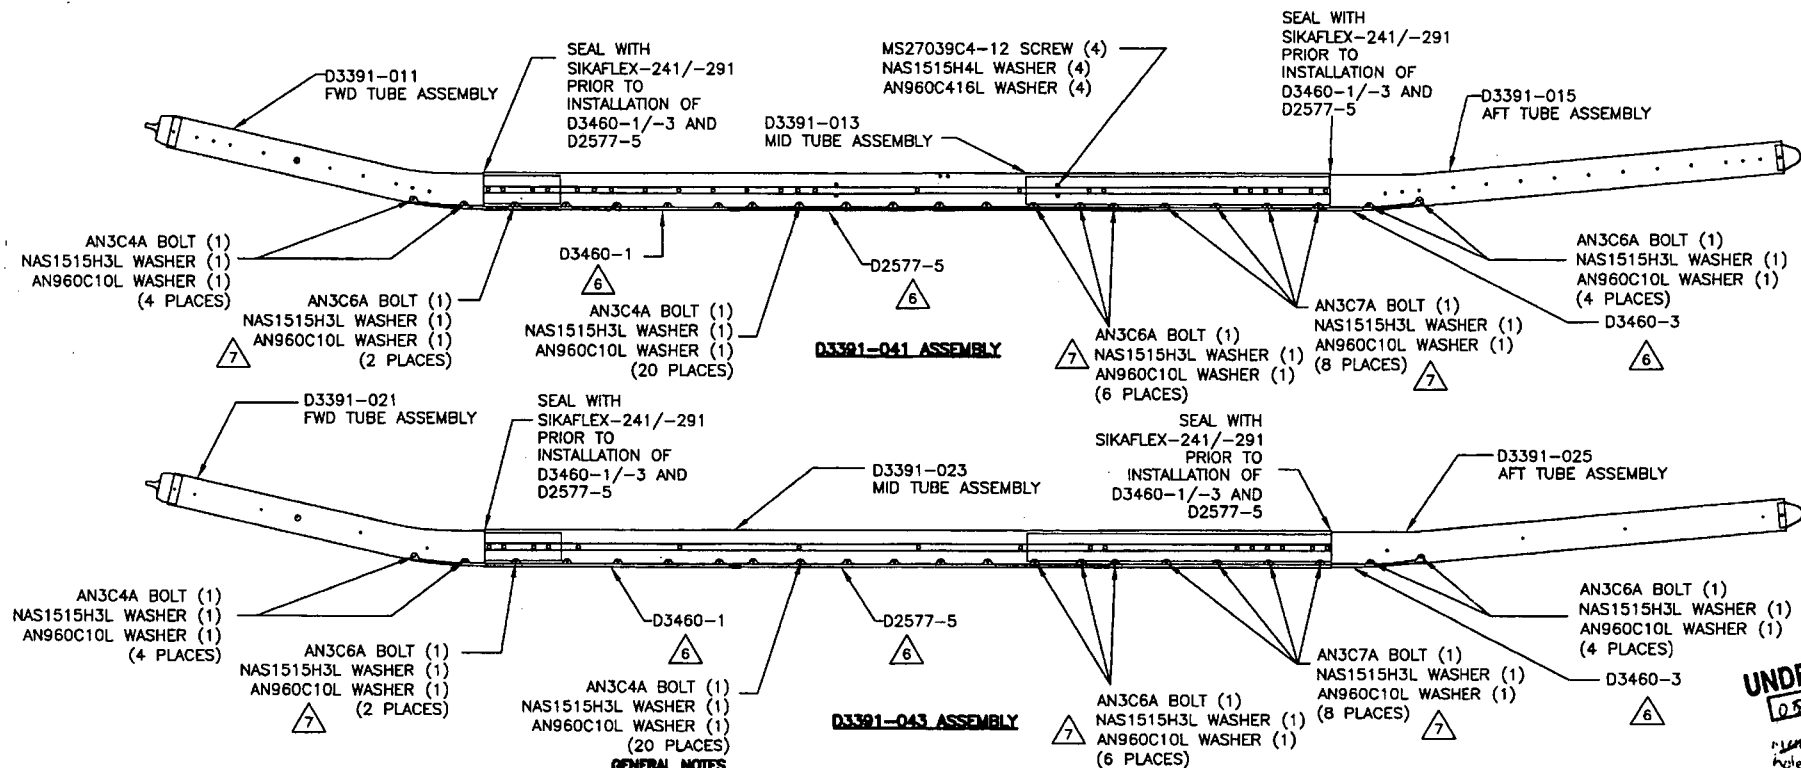 D3391-011
FWD TUBE ASSEMBLY
SEAL WITH
SIKAFLEX-241/-291
PRIOR TO
INSTALLATION OF
D3460-1/-3 AND
D2577-5
MS27039C4-12 SCREW (4)
NAS1515H4L WASHER (4)
AN960C416L WASHER (4)
D3391-013
MID TUBE ASSEMBLY
SEAL WITH
SIKAFLEX-241/-291
PRIOR TO
INSTALLATION OF
D3460-1/-3 AND
D2577-5
D3391-015
AFT TUBE ASSEMBLY
AN3C4A BOLT (1)
NAS1515H3L WASHER (1)
AN960C10L WASHER (1)
(4 PLACES)
AN3C6A BOLT (1)
NAS1515H3L WASHER (1)
AN960C10L WASHER (1)
(2 PLACES)
7
D3460-1
6
AN3C4A BOLT (1)
NAS1515H3L WASHER (1)
AN960C10L WASHER (1)
(20 PLACES)
D2577-5
6
D3391-041 ASSEMBLY
7
AN3C6A BOLT (1)
NAS1515H3L WASHER (1)
AN960C10L WASHER (1)
(6 PLACES)
AN3C7A BOLT (1)
NAS1515H3L WASHER (1)
AN960C10L WASHER (1)
(8 PLACES)
7
AN3C6A BOLT (1)
NAS1515H3L WASHER (1)
AN960C10L WASHER (1)
(4 PLACES)
D3460-3
6
D3391-021
FWD TUBE ASSEMBLY
SEAL WITH
SIKAFLEX-241/-291
PRIOR TO
INSTALLATION OF
D3460-1/-3 AND
D2577-5
D3391-023
MID TUBE ASSEMBLY
SEAL WITH
SIKAFLEX-241/-291
PRIOR TO
INSTALLATION OF
D3460-1/-3 AND
D2577-5
D3391-025
AFT TUBE ASSEMBLY
AN3C4A BOLT (1)
NAS1515H3L WASHER (1)
AN960C10L WASHER (1)
(4 PLACES)
AN3C6A BOLT (1)
NAS1515H3L WASHER (1)
AN960C10L WASHER (1)
(2 PLACES)
7
D3460-1
6
AN3C4A BOLT (1)
NAS1515H3L WASHER (1)
AN960C10L WASHER (1)
(20 PLACES)
GENERAL NOTES
D2577-5
6
D3391-043 ASSEMBLY
7
AN3C6A BOLT (1)
NAS1515H3L WASHER (1)
AN960C10L WASHER (1)
(6 PLACES)
AN3C7A BOLT (1)
NAS1515H3L WASHER (1)
AN960C10L WASHER (1)
(8 PLACES)
7
AN3C6A BOLT (1)
NAS1515H3L WASHER (1)
AN960C10L WASHER (1)
(4 PLACES)
D3460-3
6